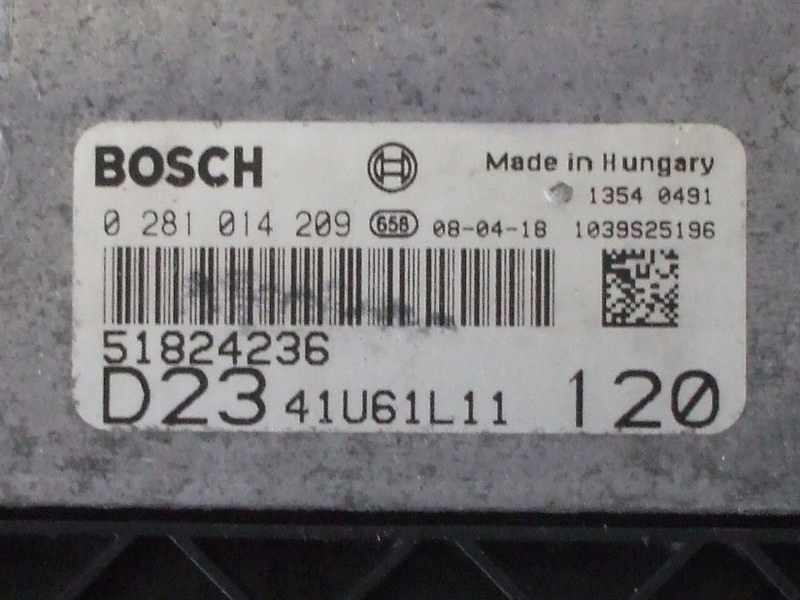 BOSCH
Made in Hungary
1354 0491
0 281 014 209 658 08-04-18 1039S25196
51824236
D23 41U61L11 120